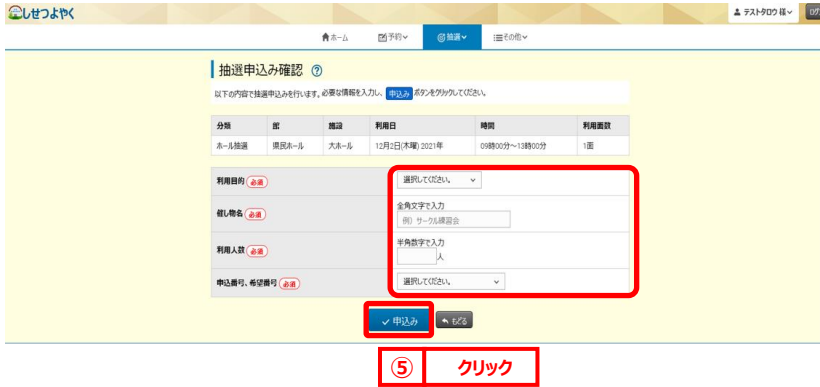 しせつよやく
テストタロウ 様
ホーム 予約 抽選 その他
抽選申込み確認 ?
以下の内容で抽選申込みを行います。必要な情報を入力し、 申込み ボタンをクリックしてください。
分類 館 施設 利用日 時間 利用面数
ホール抽選 県民ホール 大ホール 12月2日(木曜) 2021年 09時00分～13時00分 1面
利用目的 必須 選択してください。
催し物名 必須 全角文字で入力
例）サークル練習会
利用人数 必須 半角数字で入力
人
申込番号、希望番号 必須 選択してください。
申込み もどる
⑤ クリック